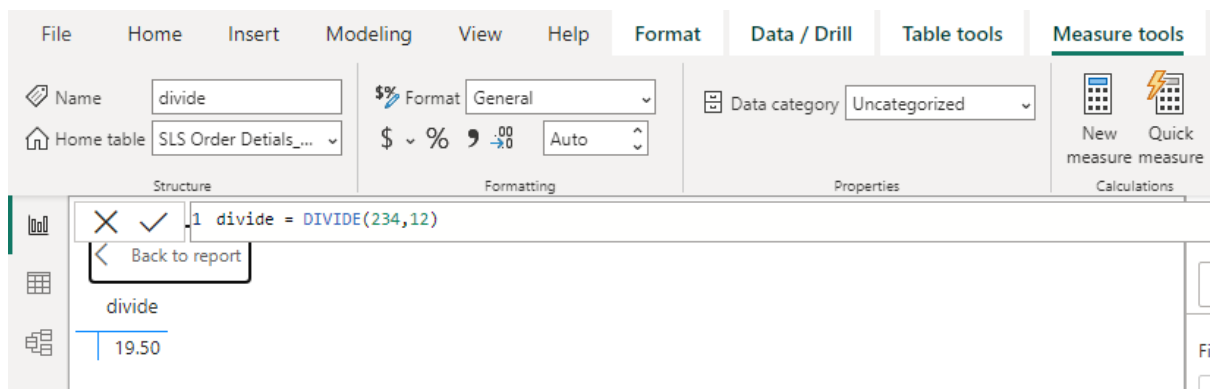 File Home Insert Modeling View Help Format Data / Drill Table tools Measure tools
Name divide $% Format General Data category Uncategorized
Home table SLS Order Detials_... $ % 9 .00 →0 Auto New measure Quick measure
Structure Formatting Properties Calculations
1 divide = DIVIDE(234,12)
Back to report
divide
19.50
Fi